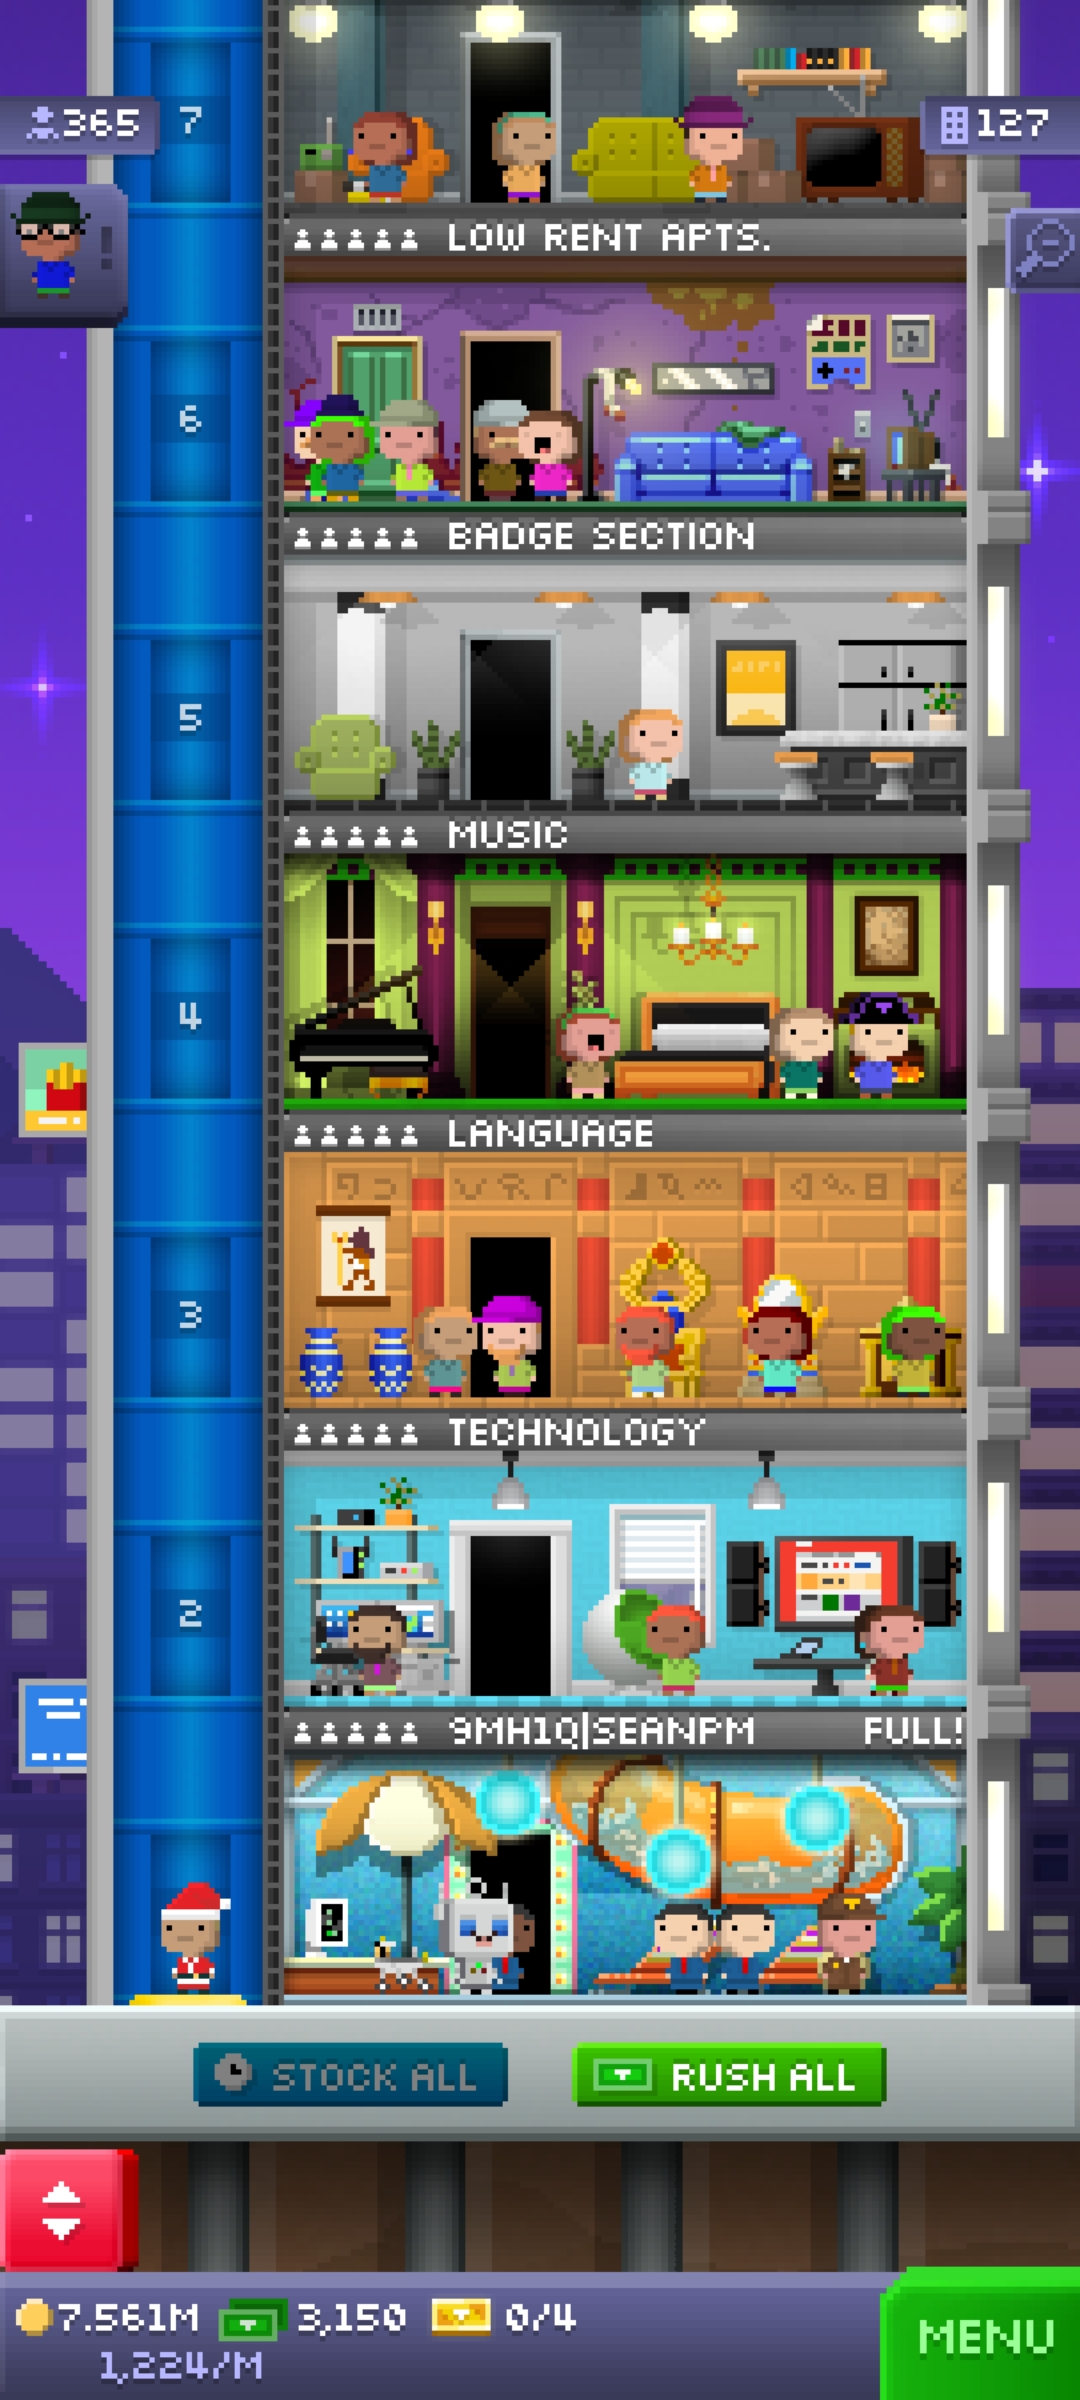 365
7
127
LOW RENT APTS.
6
BADGE SECTION
5
MUSIC
4
LANGUAGE
3
TECHNOLOGY
2
9MH1Q|SEANPM FULL!
STOCK ALL
RUSH ALL
7.561M 3,150 0/4
1,224/M
MENU